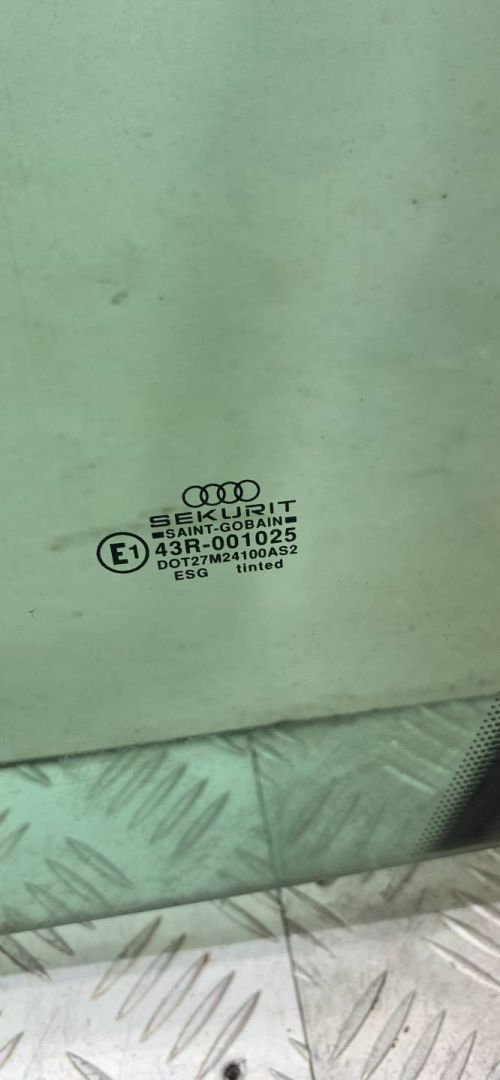 SEKURIT
SAINT-GOBAIN
E1 43R-001025
DOT27M24100AS2
ESG tinted